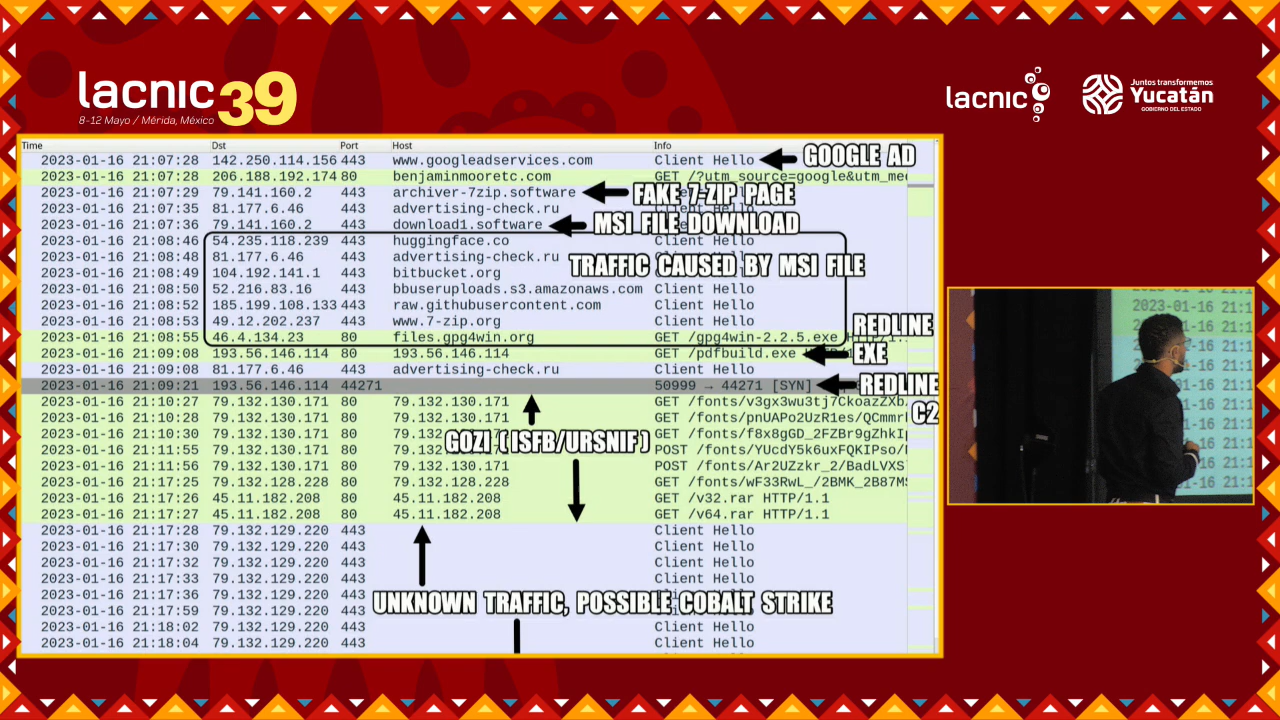 lacnic39
8-12 Mayo / Mérida, México
lacnic
Juntos transformemos
Yucatán
GOBIERNO DEL ESTADO
Time Dst Port Host Info
2023-01-16 21:07:28 142.250.114.156 443 www.googleadservices.com Client Hello GOOGLE AD
2023-01-16 21:07:28 206.188.192.174 80 benjaminmooretc.com GET /?utm_source=google&utm_med
2023-01-16 21:07:29 79.141.160.2 443 archiver-7zip.software FAKE 7-ZIP PAGE
2023-01-16 21:07:35 81.177.6.46 443 advertising-check.ru Client Hello
2023-01-16 21:07:36 79.141.160.2 443 download1.software MSI FILE DOWNLOAD
2023-01-16 21:08:46 54.235.118.239 443 huggingface.co Client Hello
2023-01-16 21:08:48 81.177.6.46 443 advertising-check.ru
TRAFFIC CAUSED BY MSI FILE
2023-01-16 21:08:49 104.192.141.1 443 bitbucket.org
2023-01-16 21:08:50 52.216.83.16 443 bbuseruploads.s3.amazonaws.com Client Hello
2023-01-16 21:08:52 185.199.108.133 443 raw.githubusercontent.com Client Hello
2023-01-16 21:08:53 49.12.202.237 443 www.7-zip.org Client Hello
2023-01-16 21:08:55 46.4.134.23 80 files.gpg4win.org GET /gpg4win-2.2.5.exe
REDLINE
EXE
2023-01-16 21:09:08 193.56.146.114 80 193.56.146.114 GET /pdfbuild.exe
2023-01-16 21:09:08 81.177.6.46 443 advertising-check.ru Client Hello
2023-01-16 21:09:21 193.56.146.114 44271 50999 → 44271 [SYN] REDLINE
C2
2023-01-16 21:10:27 79.132.130.171 80 79.132.130.171 GET /fonts/v3gx3wu3tj7CkoazZXb
2023-01-16 21:10:28 79.132.130.171 80 79.132.130.171 GET /fonts/pnUAPo2UzR1es/QCmmr
2023-01-16 21:10:30 79.132.130.171 80 GET /fonts/f8x8gGD_2FZBr9gZhkI
GOZI (ISFB/URSNIF)
2023-01-16 21:11:55 79.132.130.171 80 POST /fonts/YUcdY5k6uxFQKIPso/
2023-01-16 21:11:56 79.132.130.171 80 79.132.130.171 POST /fonts/Ar2UZzkr_2/BadLVXS
2023-01-16 21:17:25 79.132.128.228 80 79.132.128.228 GET /fonts/wF33RwL_/2BMK_2B87M
2023-01-16 21:17:26 45.11.182.208 80 45.11.182.208 GET /v32.rar HTTP/1.1
2023-01-16 21:17:27 45.11.182.208 80 45.11.182.208 GET /v64.rar HTTP/1.1
2023-01-16 21:17:28 79.132.129.220 443 Client Hello
2023-01-16 21:17:30 79.132.129.220 443 Client Hello
2023-01-16 21:17:32 79.132.129.220 443 Client Hello
2023-01-16 21:17:33 79.132.129.220 443 Client Hello
2023-01-16 21:17:36 79.132.129.220 443 Client Hello
UNKNOWN TRAFFIC, POSSIBLE COBALT STRIKE
2023-01-16 21:17:59 79.132.129.220 443 Client Hello
2023-01-16 21:18:02 79.132.129.220 443 Client Hello
2023-01-16 21:18:04 79.132.129.220 443 Client Hello